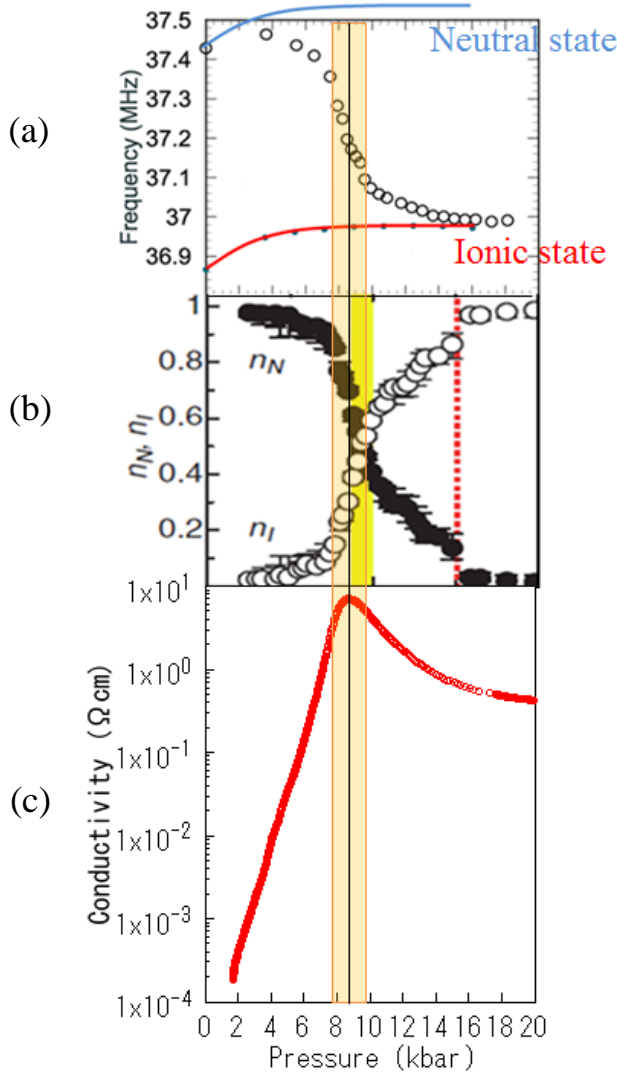 (a)
Frequency (MHz)
37.5
37.4
37.3
37.2
37.1
37
36.9
Neutral state
Ionic state
(b)
n_N, n_I
1
0.8
0.6
0.4
0.2
n_N
n_I
(c)
Conductivity (Ωcm)
1x10^1
1x10^0
1x10^-1
1x10^-2
1x10^-3
1x10^-4
0 2 4 6 8 10 12 14 16 18 20
Pressure (kbar)